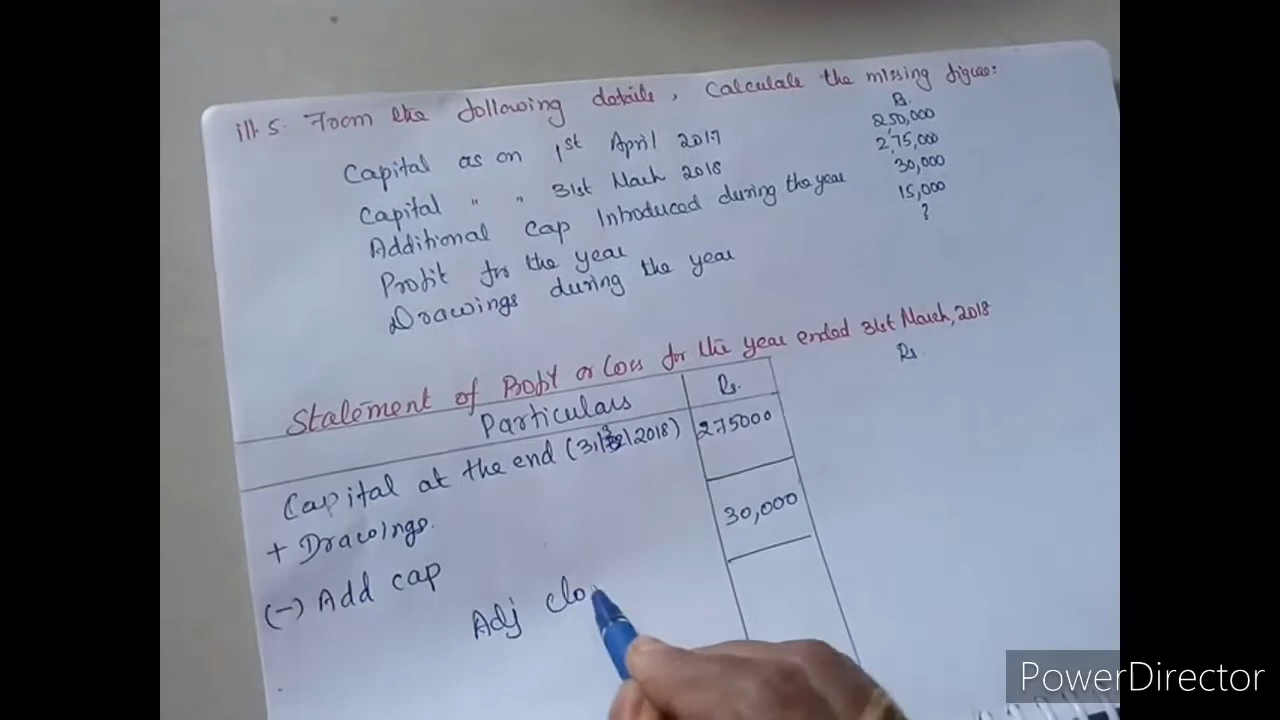 ill. 5. From the following details, calculate the missing figure:
Rs.
Capital as on 1st April 2017 250,000
Capital " " 31st March 2018 2,75,000
Additional Cap Introduced during the year 30,000
Profit for the year 15,000
Drawings during the year ?
Statement of Profit or Loss for the year ended 31st March, 2018
Particulars Rs. Rs.
Capital at the end (31/3/2018) 275000
+ Drawings.
(-) Add cap 30,000
Adj clo
PowerDirector